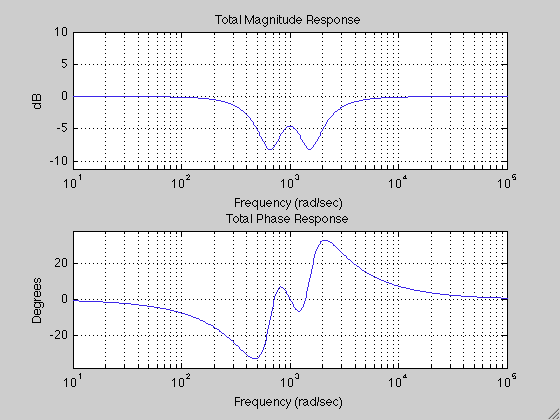 Total Magnitude Response
10
5
0
-5
-10
dB
10^1 10^2 10^3 10^4 10^5
Frequency (rad/sec)
Total Phase Response
20
0
-20
Degrees
10^1 10^2 10^3 10^4 10^5
Frequency (rad/sec)